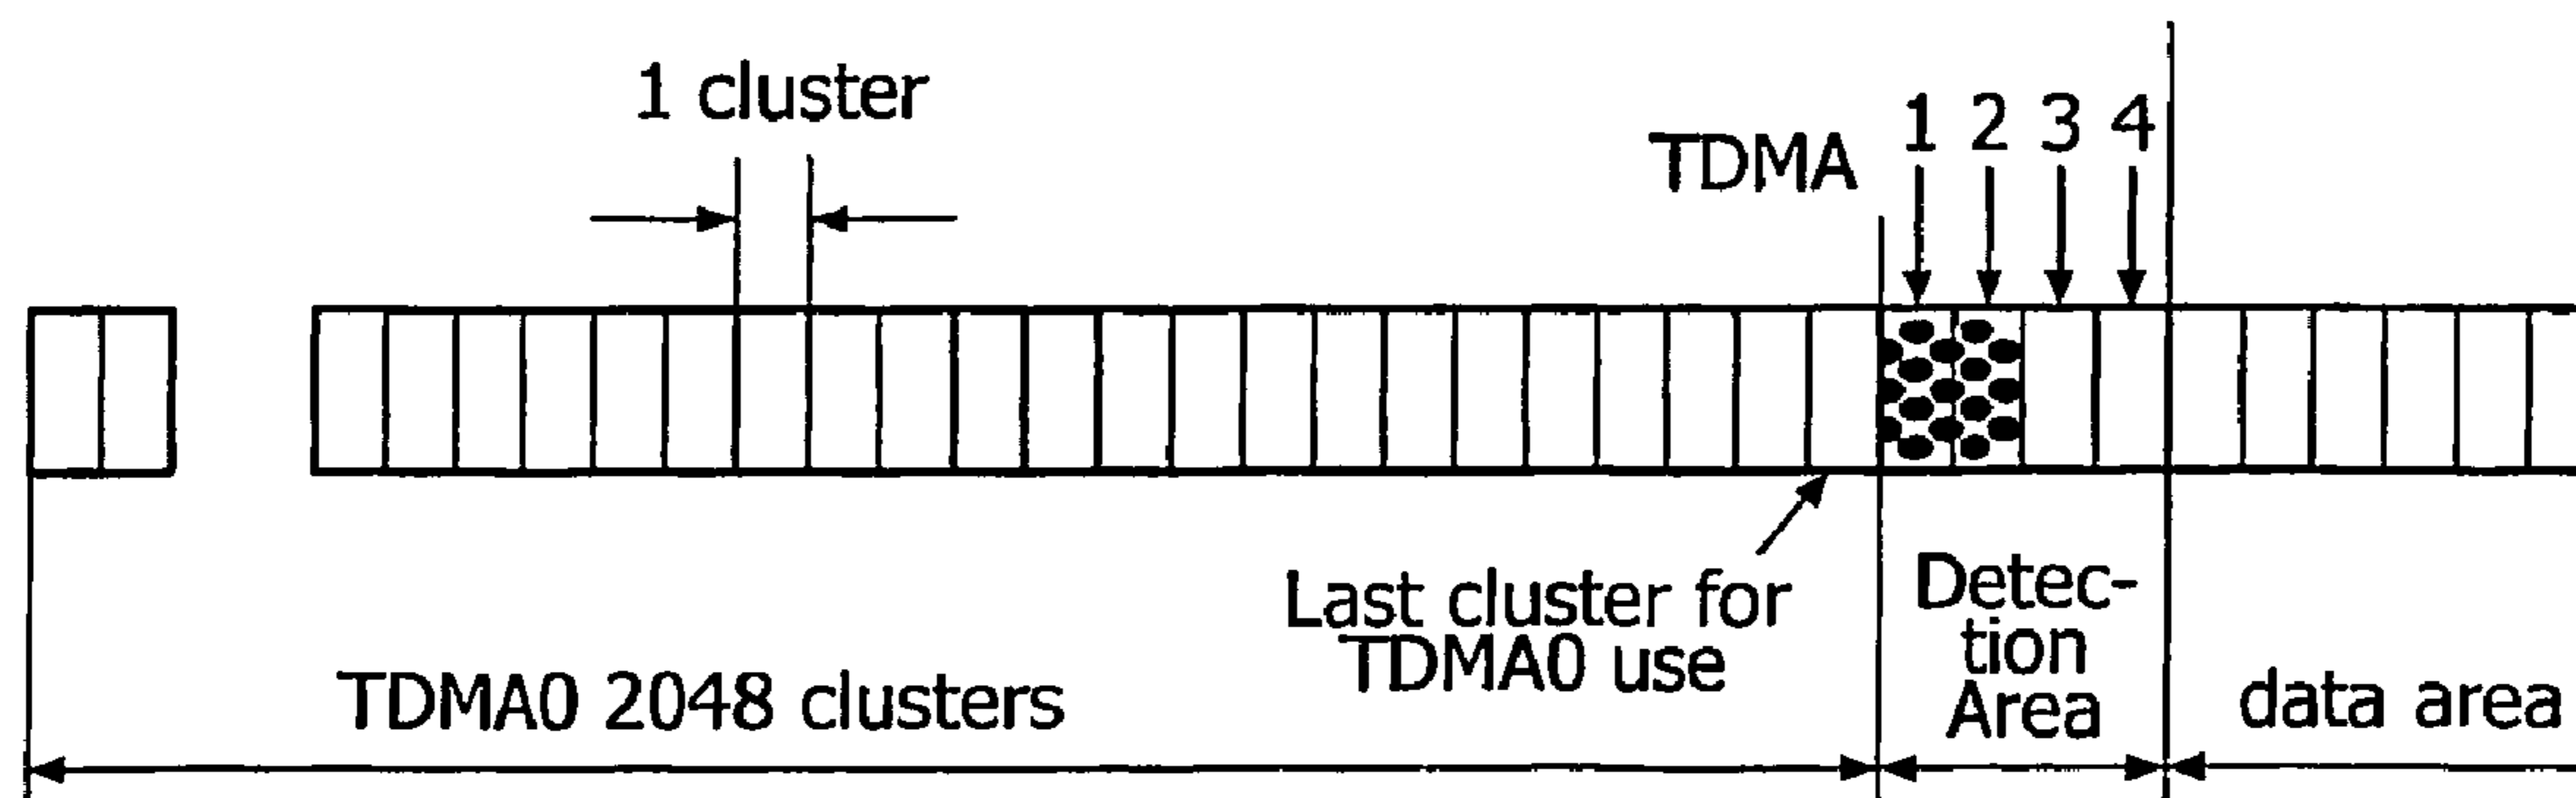 1 cluster
TDMA 1 2 3 4
Last cluster for
TDMA0 use
Detec-
tion
Area
TDMA0 2048 clusters
data area